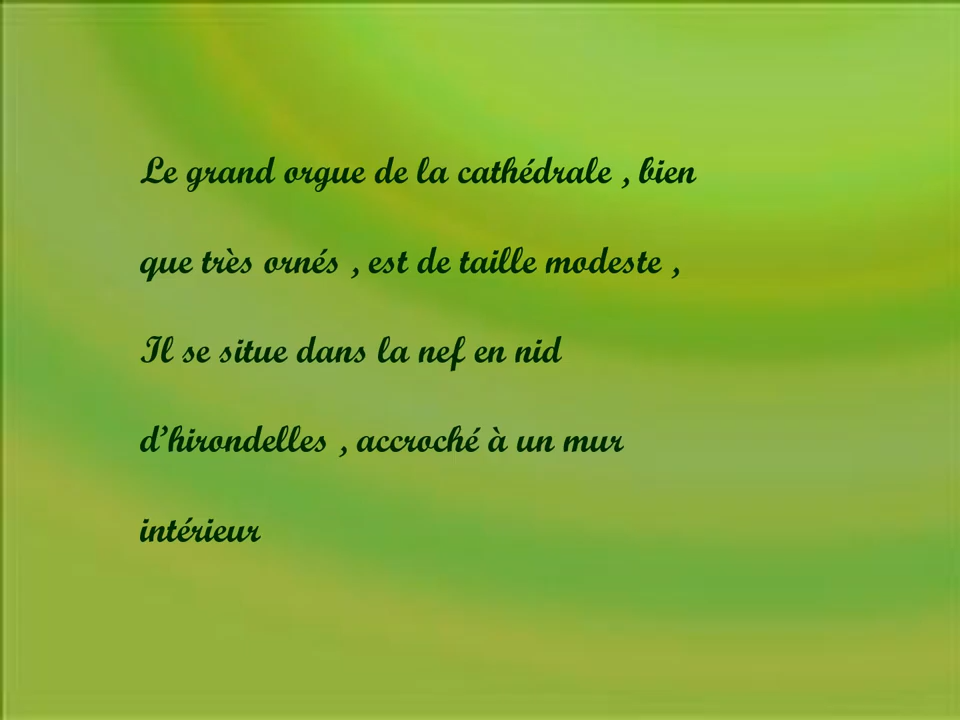 Le grand orgue de la cathédrale , bien
que très ornés , est de taille modeste ,
Il se situe dans la nef en nid
d’hirondelles , accroché à un mur
intérieur